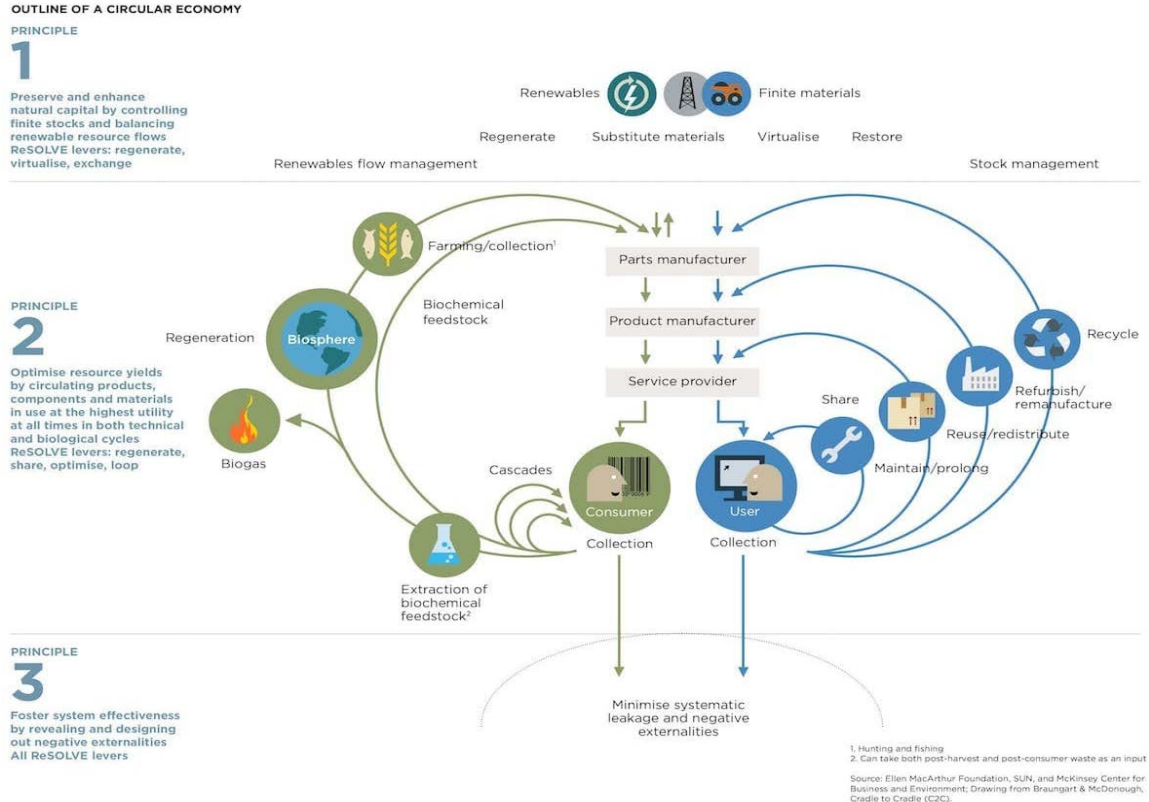 OUTLINE OF A CIRCULAR ECONOMY
PRINCIPLE
1
Preserve and enhance
natural capital by controlling
finite stocks and balancing
renewable resource flows
ReSOLVE levers: regenerate,
virtualise, exchange
Renewables
Finite materials
Regenerate
Substitute materials
Virtualise
Restore
Renewables flow management
Stock management
PRINCIPLE
2
Optimise resource yields
by circulating products,
components and materials
in use at the highest utility
at all times in both technical
and biological cycles
ReSOLVE levers: regenerate,
share, optimise, loop
Farming/collection¹
Biochemical
feedstock
Regeneration
Biosphere
Biogas
Cascades
Extraction of
biochemical
feedstock²
Parts manufacturer
Product manufacturer
Service provider
Consumer
Collection
User
Collection
Share
Maintain/prolong
Reuse/redistribute
Refurbish/
remanufacture
Recycle
PRINCIPLE
3
Foster system effectiveness
by revealing and designing
out negative externalities
All ReSOLVE levers
Minimise systematic
leakage and negative
externalities
1. Hunting and fishing
2. Can take both post-harvest and post-consumer waste as an input
Source: Ellen MacArthur Foundation, SUN, and McKinsey Center for
Business and Environment; Drawing from Braungart & McDonough,
Cradle to Cradle (C2C).